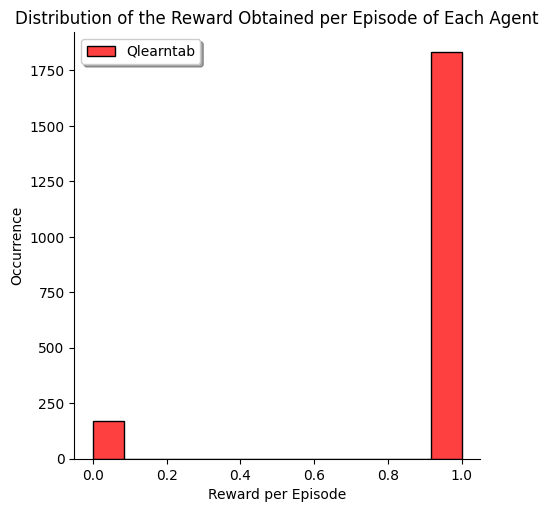 Distribution of the Reward Obtained per Episode of Each Agent
Qlearntab
1750
1500
1250
1000
750
500
250
0
Occurrence
0.0 0.2 0.4 0.6 0.8 1.0
Reward per Episode